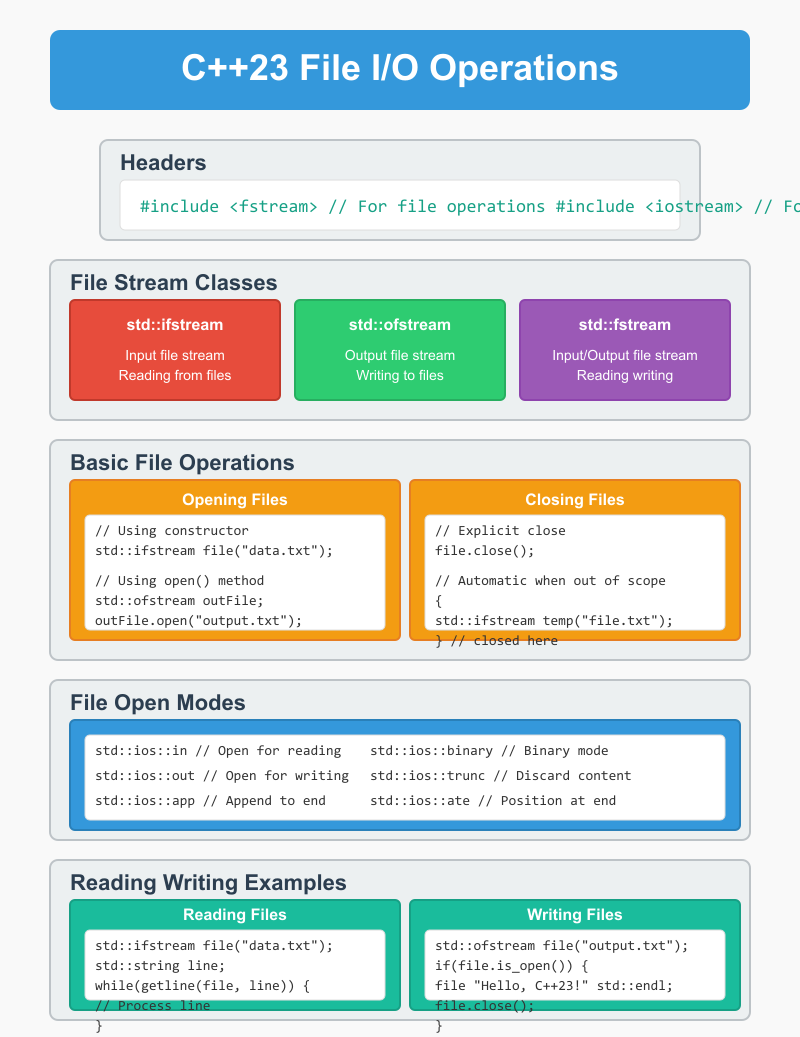 C++23 File I/O Operations
Headers
#include <fstream> // For file operations #include <iostream> // Fo
File Stream Classes
std::ifstream
Input file stream
Reading from files
std::ofstream
Output file stream
Writing to files
std::fstream
Input/Output file stream
Reading writing
Basic File Operations
Opening Files
// Using constructor
std::ifstream file("data.txt");
// Using open() method
std::ofstream outFile;
outFile.open("output.txt");
Closing Files
// Explicit close
file.close();
// Automatic when out of scope
{
std::ifstream temp("file.txt");
} // closed here
File Open Modes
std::ios::in // Open for reading
std::ios::out // Open for writing
std::ios::app // Append to end
std::ios::binary // Binary mode
std::ios::trunc // Discard content
std::ios::ate // Position at end
Reading Writing Examples
Reading Files
std::ifstream file("data.txt");
std::string line;
while(getline(file, line)) {
// Process line
}
Writing Files
std::ofstream file("output.txt");
if(file.is_open()) {
file "Hello, C++23!" std::endl;
file.close();
}